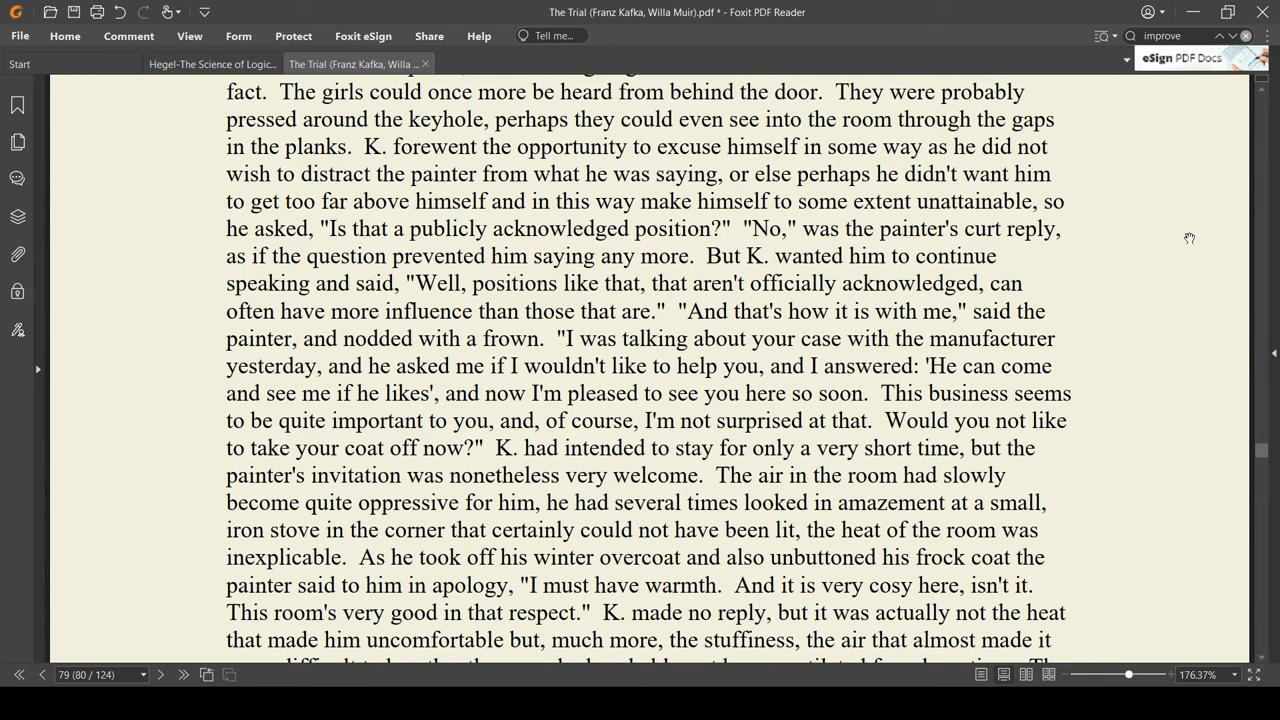 The Trial (Franz Kafka, Willa Muir).pdf * - Foxit PDF Reader
File Home Comment View Form Protect Foxit eSign Share Help Tell me... improve
Start Hegel-The Science of Logic... The Trial (Franz Kafka, Willa ... eSign PDF Docs
fact. The girls could once more be heard from behind the door. They were probably
pressed around the keyhole, perhaps they could even see into the room through the gaps
in the planks. K. forewent the opportunity to excuse himself in some way as he did not
wish to distract the painter from what he was saying, or else perhaps he didn't want him
to get too far above himself and in this way make himself to some extent unattainable, so
he asked, "Is that a publicly acknowledged position?" "No," was the painter's curt reply,
as if the question prevented him saying any more. But K. wanted him to continue
speaking and said, "Well, positions like that, that aren't officially acknowledged, can
often have more influence than those that are." "And that's how it is with me," said the
painter, and nodded with a frown. "I was talking about your case with the manufacturer
yesterday, and he asked me if I wouldn't like to help you, and I answered: 'He can come
and see me if he likes', and now I'm pleased to see you here so soon. This business seems
to be quite important to you, and, of course, I'm not surprised at that. Would you not like
to take your coat off now?" K. had intended to stay for only a very short time, but the
painter's invitation was nonetheless very welcome. The air in the room had slowly
become quite oppressive for him, he had several times looked in amazement at a small,
iron stove in the corner that certainly could not have been lit, the heat of the room was
inexplicable. As he took off his winter overcoat and also unbuttoned his frock coat the
painter said to him in apology, "I must have warmth. And it is very cosy here, isn't it.
This room's very good in that respect." K. made no reply, but it was actually not the heat
that made him uncomfortable but, much more, the stuffiness, the air that almost made it
79 (80 / 124) 176.37%